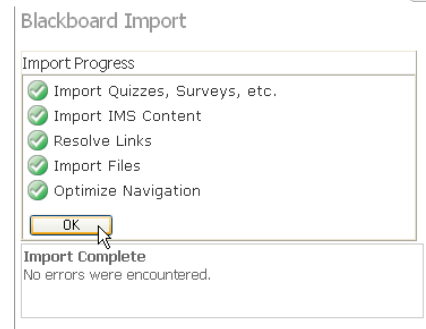 Blackboard Import
Import Progress
Import Quizzes, Surveys, etc.
Import IMS Content
Resolve Links
Import Files
Optimize Navigation
OK
Import Complete
No errors were encountered.